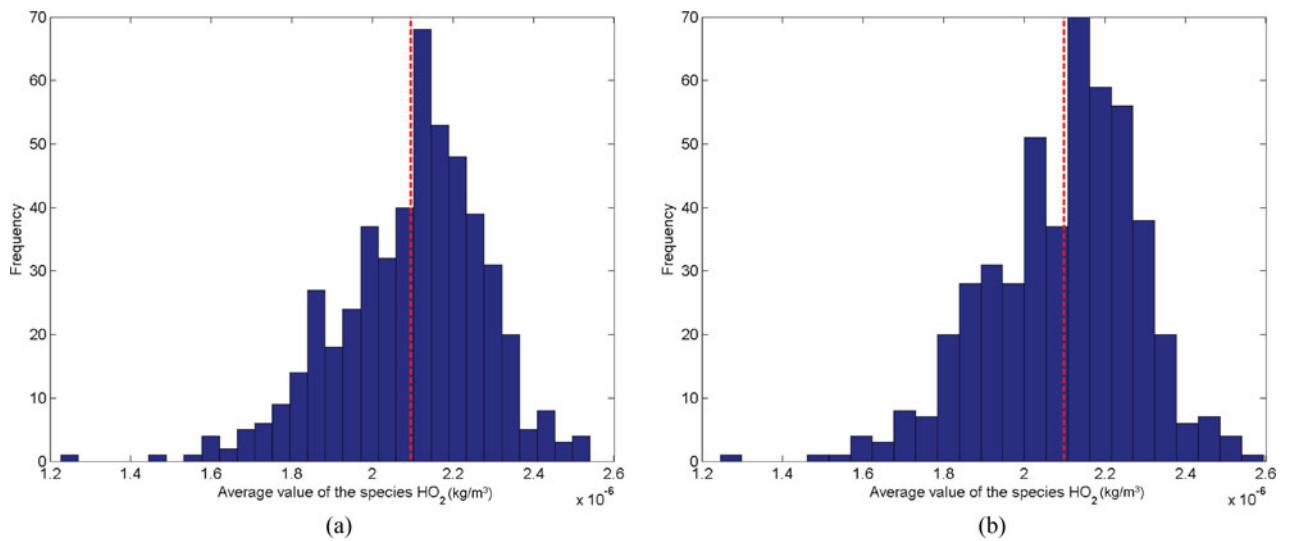 70
60
50
40
30
20
10
0
Frequency
1.2 1.4 1.6 1.8 2 2.2 2.4 2.6
Average value of the species HO₂ (kg/m³)
x 10⁻⁶
(a)
70
60
50
40
30
20
10
0
Frequency
1.2 1.4 1.6 1.8 2 2.2 2.4 2.6
Average value of the species HO₂ (kg/m³)
x 10⁻⁶
(b)